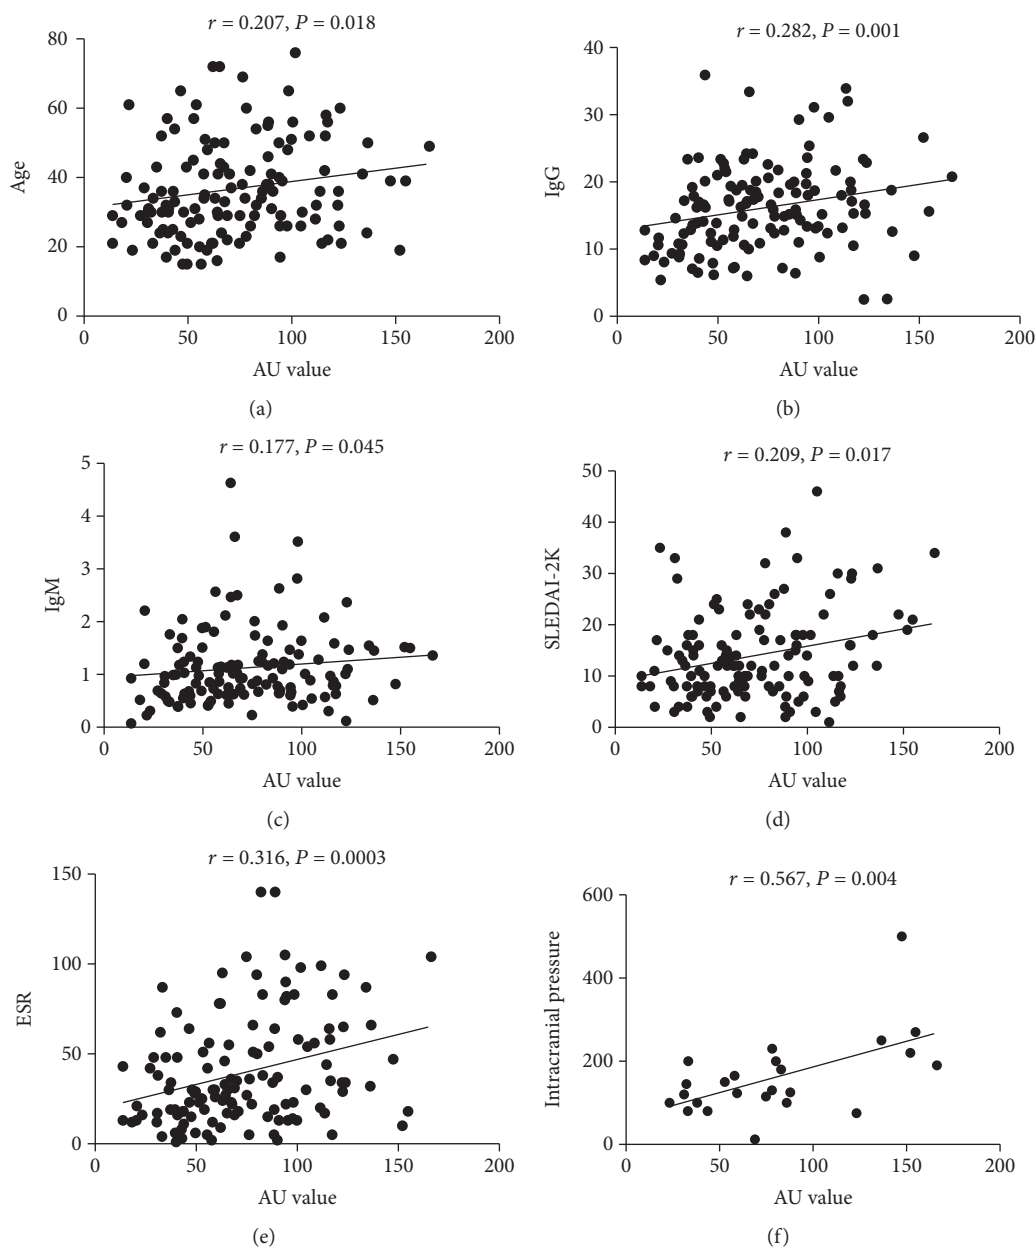 r = 0.207, P = 0.018
80
60
40
20
0
Age
0 50 100 150 200
AU value
(a)
r = 0.282, P = 0.001
40
30
20
10
0
IgG
0 50 100 150 200
AU value
(b)
r = 0.177, P = 0.045
5
4
3
2
1
0
IgM
0 50 100 150 200
AU value
(c)
r = 0.209, P = 0.017
50
40
30
20
10
0
SLEDAI-2K
0 50 100 150 200
AU value
(d)
r = 0.316, P = 0.0003
150
100
50
0
ESR
0 50 100 150 200
AU value
(e)
r = 0.567, P = 0.004
600
400
200
0
Intracranial pressure
0 50 100 150 200
AU value
(f)